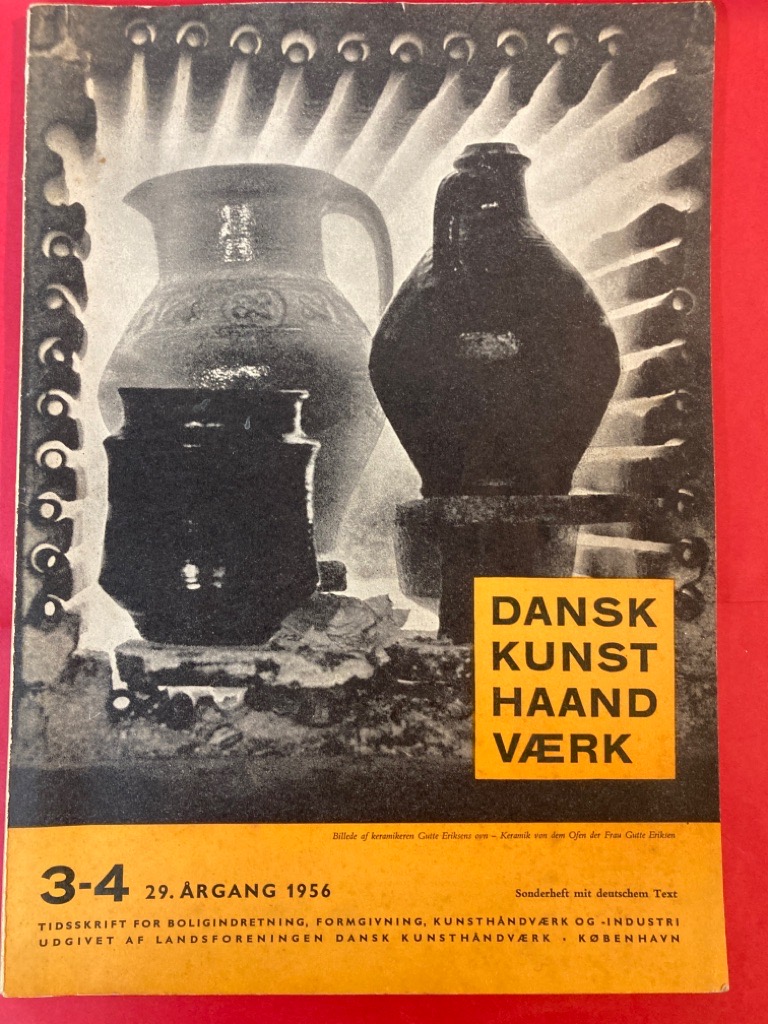 DANSK
KUNST
HAAND
VÆRK
Billede af keramikeren Gutte Eriksens ovn – Keramik von dem Ofen der Frau Gutte Eriksen
3-4 29. ÅRGANG 1956
Sonderheft mit deutschem Text
TIDSSKRIFT FOR BOLIGINDRETNING, FORMGIVNING, KUNSTHÅNDVÆRK OG -INDUSTRI
UDGIVET AF LANDSFORENINGEN DANSK KUNSTHÅNDVÆRK · KØBENHAVN